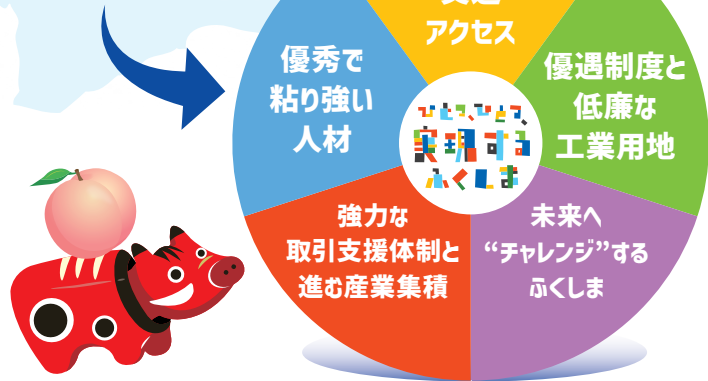 アクセス
優秀で
粘り強い
人材
優遇制度と
低廉な
工業用地
ひとつ、ひとつ、
実現する
ふくしま
強力な
取引支援体制と
進む産業集積
未来へ
“チャレンジ”する
ふくしま